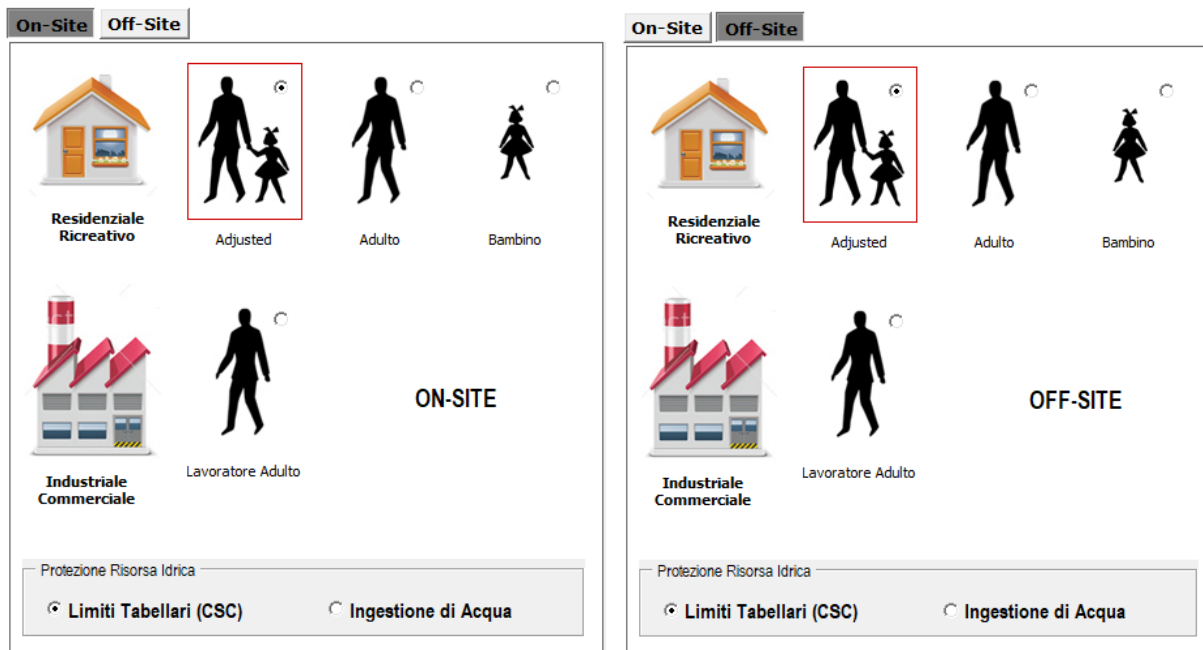 On-Site Off-Site
Residenziale
Ricreativo
Adjusted
Adulto
Bambino
ON-SITE
Industriale
Commerciale
Lavoratore Adulto
Protezione Risorsa Idrica
Limiti Tabellari (CSC)
Ingestione di Acqua
On-Site Off-Site
Residenziale
Ricreativo
Adjusted
Adulto
Bambino
OFF-SITE
Industriale
Commerciale
Lavoratore Adulto
Protezione Risorsa Idrica
Limiti Tabellari (CSC)
Ingestione di Acqua